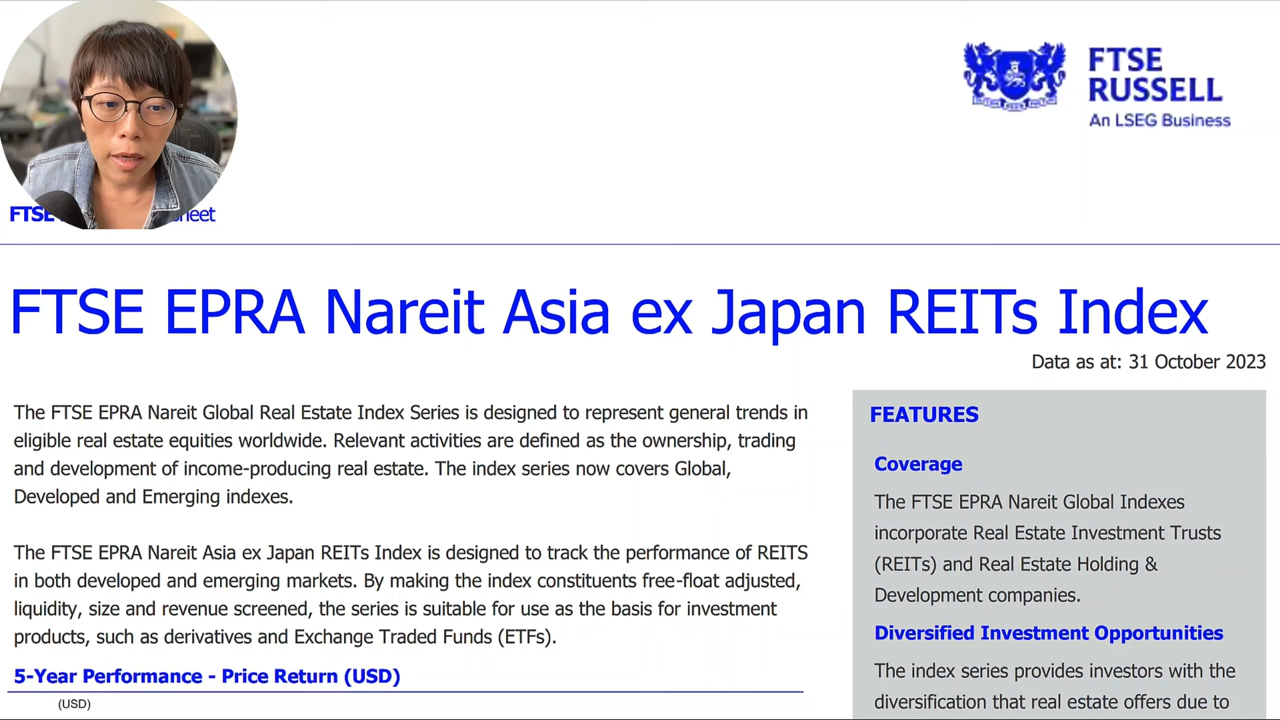 FTSE
RUSSELL
An LSEG Business
FTSE
FTSE EPRA Nareit Asia ex Japan REITs Index
Data as at: 31 October 2023
The FTSE EPRA Nareit Global Real Estate Index Series is designed to represent general trends in
eligible real estate equities worldwide. Relevant activities are defined as the ownership, trading
and development of income-producing real estate. The index series now covers Global,
Developed and Emerging indexes.
The FTSE EPRA Nareit Asia ex Japan REITs Index is designed to track the performance of REITS
in both developed and emerging markets. By making the index constituents free-float adjusted,
liquidity, size and revenue screened, the series is suitable for use as the basis for investment
products, such as derivatives and Exchange Traded Funds (ETFs).
5-Year Performance - Price Return (USD)
(USD)
FEATURES
Coverage
The FTSE EPRA Nareit Global Indexes
incorporate Real Estate Investment Trusts
(REITs) and Real Estate Holding &
Development companies.
Diversified Investment Opportunities
The index series provides investors with the
diversification that real estate offers due to